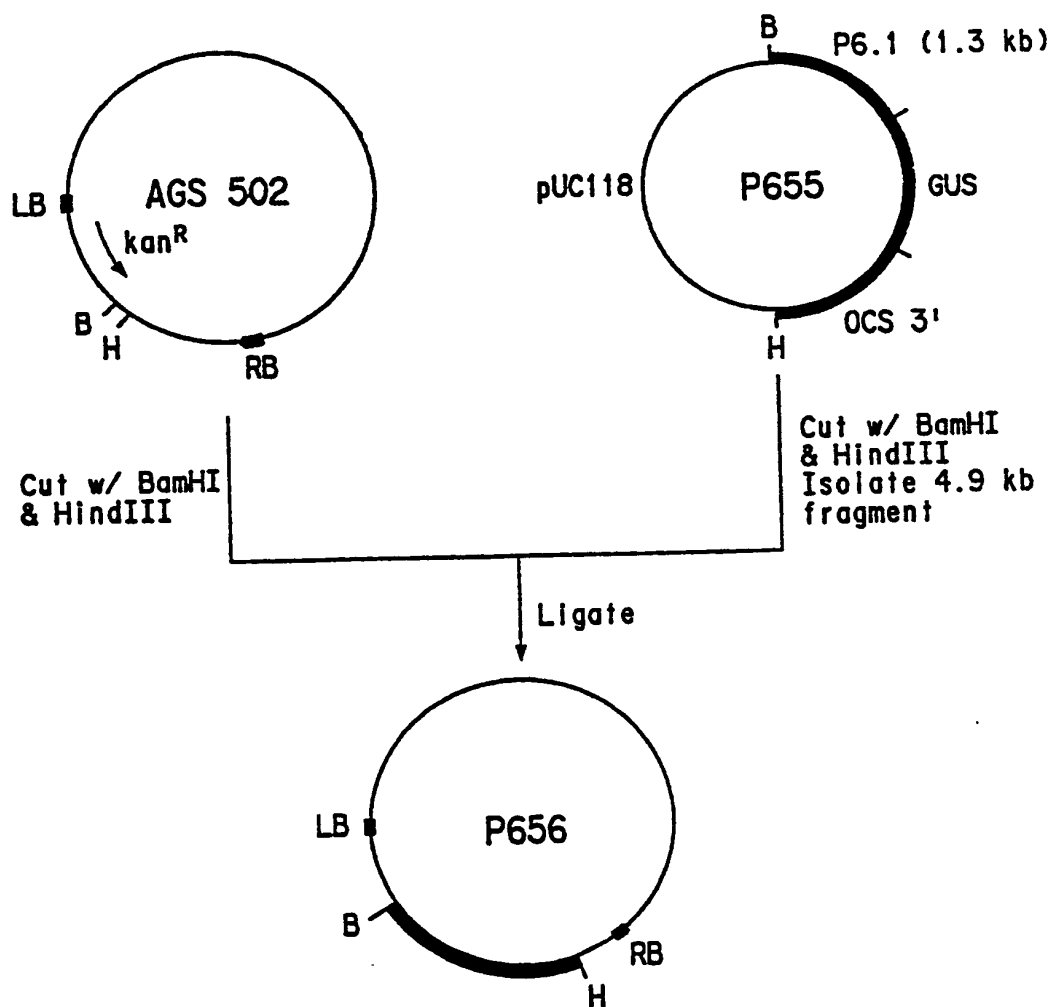 B
P6.1 (1.3 kb)
AGS 502
pUC118
P655
GUS
LB
kanR
B
H
RB
OCS 3'
H
Cut w/ BamHI
& HindIII
Cut w/ BamHI
& HindIII
Isolate 4.9 kb
fragment
Ligate
LB
P656
B
RB
H